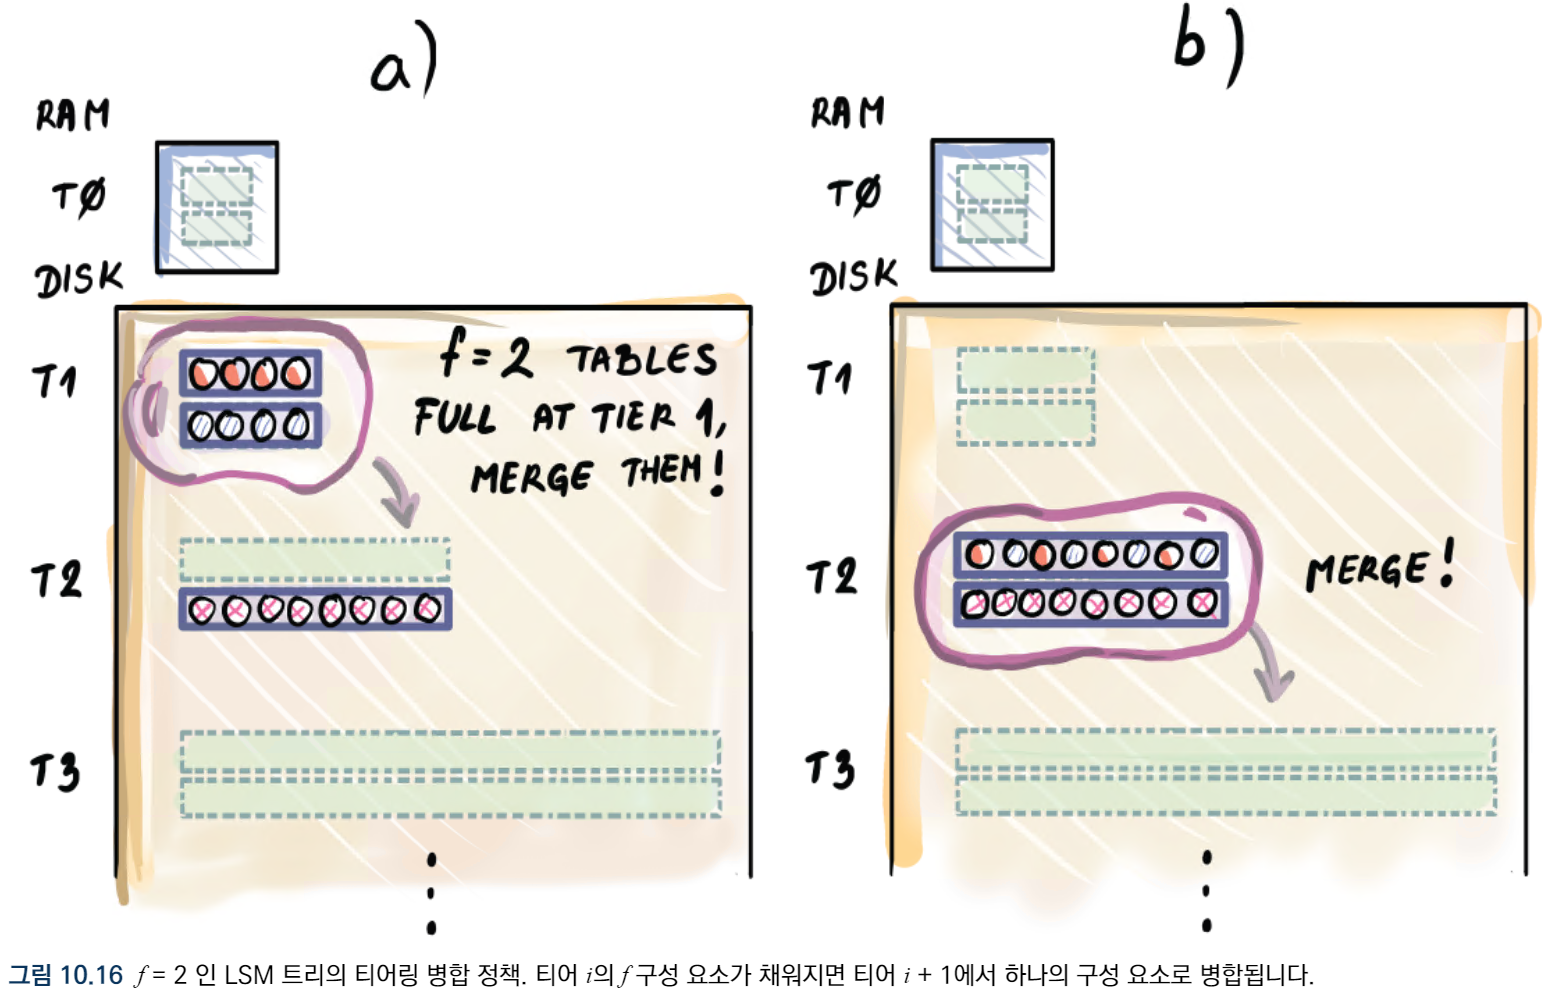 a)
RAM
TØ
DISK
T1
f=2 TABLES
FULL AT TIER 1,
MERGE THEM!
T2
T3
b)
RAM
TØ
DISK
T1
T2
MERGE!
T3
그림 10.16 f = 2 인 LSM 트리의 티어링 병합 정책. 티어 i의 f 구성 요소가 채워지면 티어 i + 1에서 하나의 구성 요소로 병합됩니다.